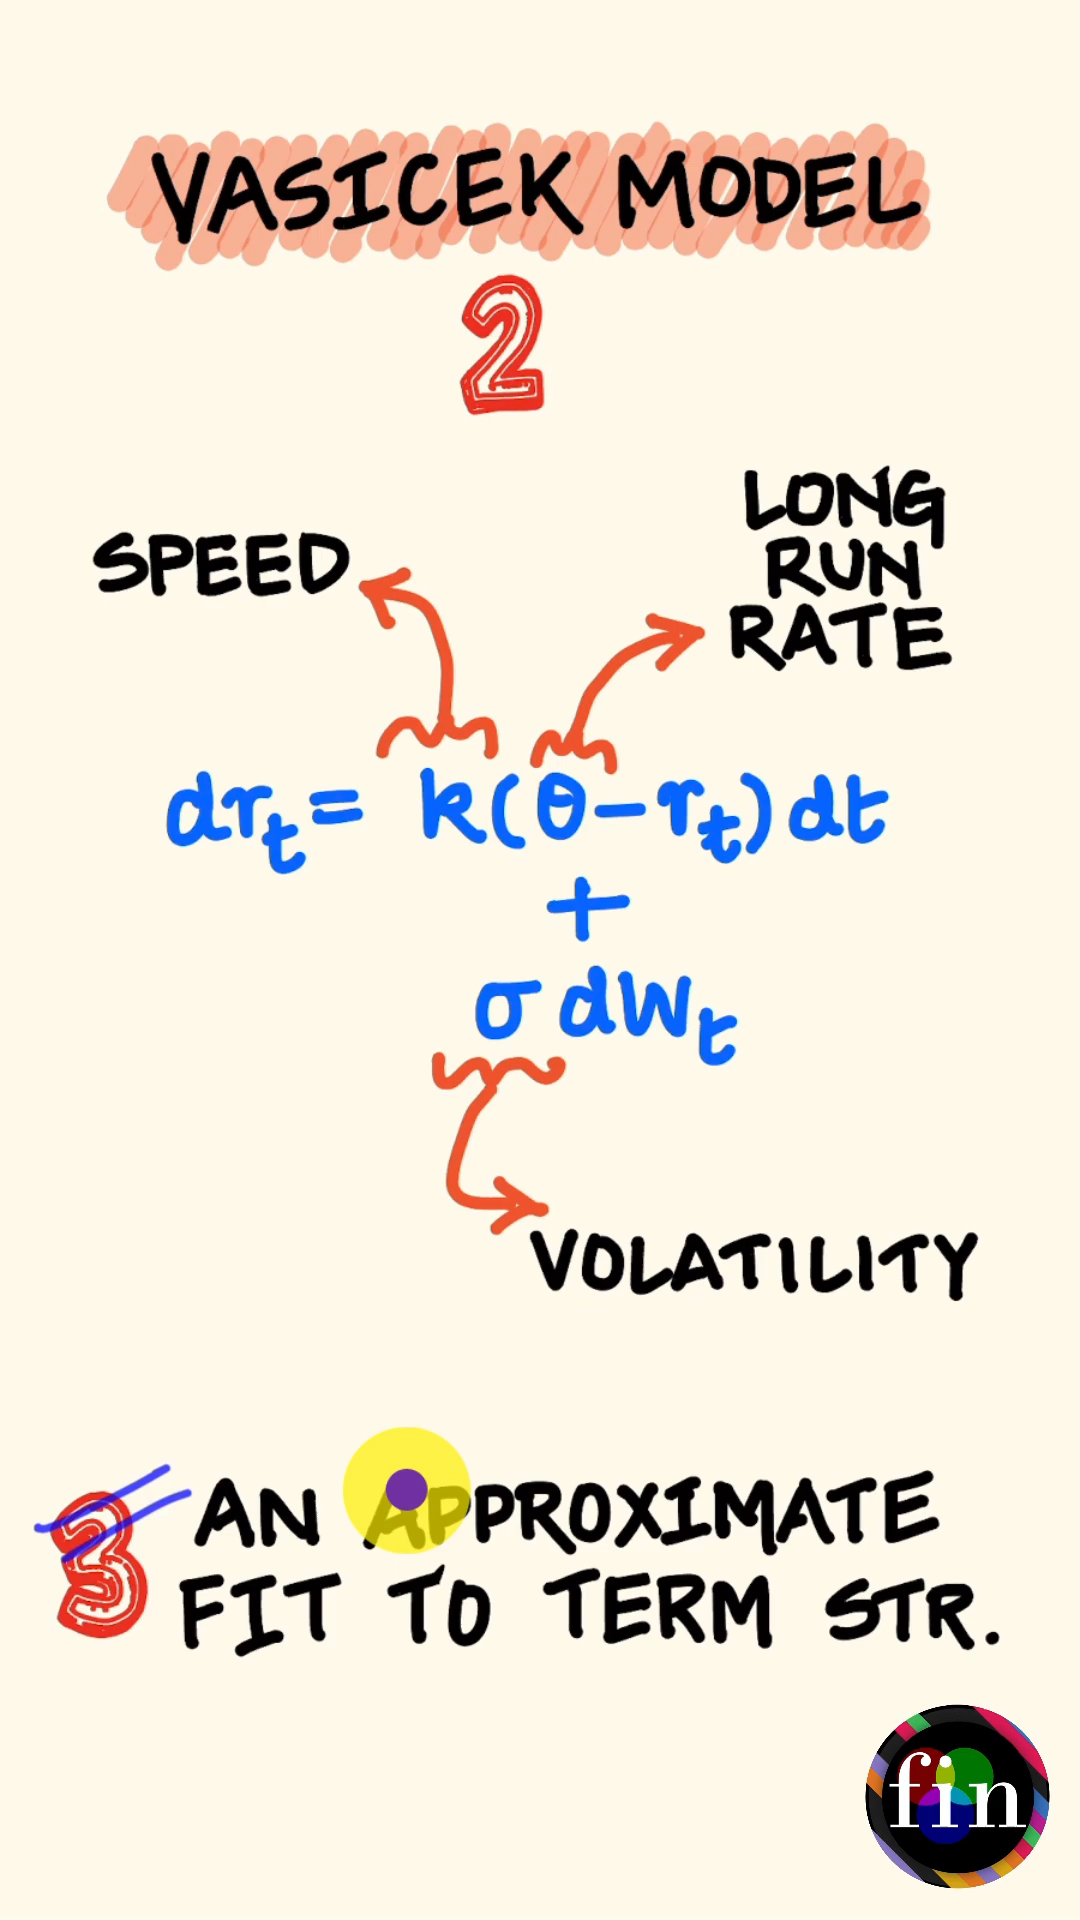 VASICEK MODEL
2
LONG
RUN
RATE
SPEED
drt = k(θ-rt)dt
+
σ dWt
VOLATILITY
3 AN APPROXIMATE
FIT TO TERM STR.
fin